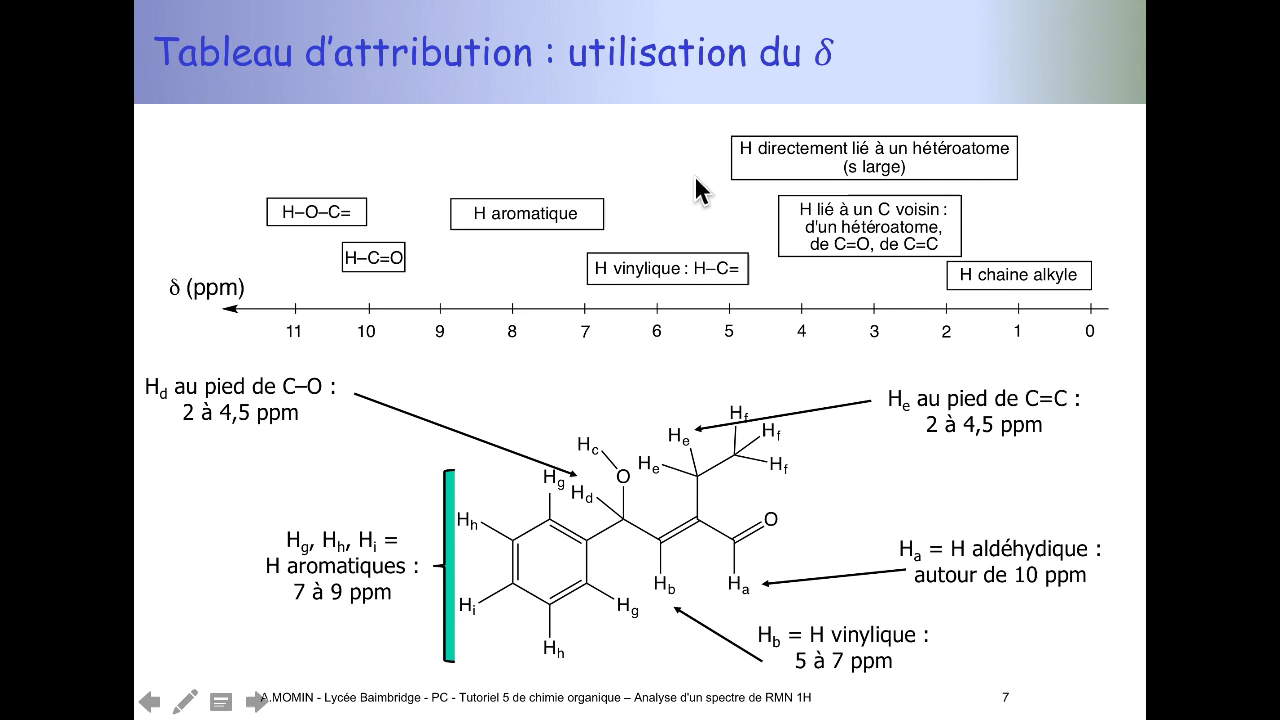 Tableau d'attribution : utilisation du δ
H directement lié à un hétéroatome
(s large)
H–O–C=
H aromatique
H lié à un C voisin :
d'un hétéroatome,
de C=O, de C=C
H–C=O
H vinylique : H–C=
H chaine alkyle
δ (ppm)
11 10 9 8 7 6 5 4 3 2 1 0
Hd au pied de C–O :
2 à 4,5 ppm
He au pied de C=C :
2 à 4,5 ppm
Hf
Hf
Hf
He
He
Hc
O
Hg
Hd
Hh
O
Hg, Hh, Hi =
H aromatiques :
7 à 9 ppm
Ha = H aldéhydique :
autour de 10 ppm
Hb
Ha
Hi
Hg
Hh
Hb = H vinylique :
5 à 7 ppm
A.MOMIN - Lycée Baimbridge - PC - Tutoriel 5 de chimie organique – Analyse d'un spectre de RMN 1H
7